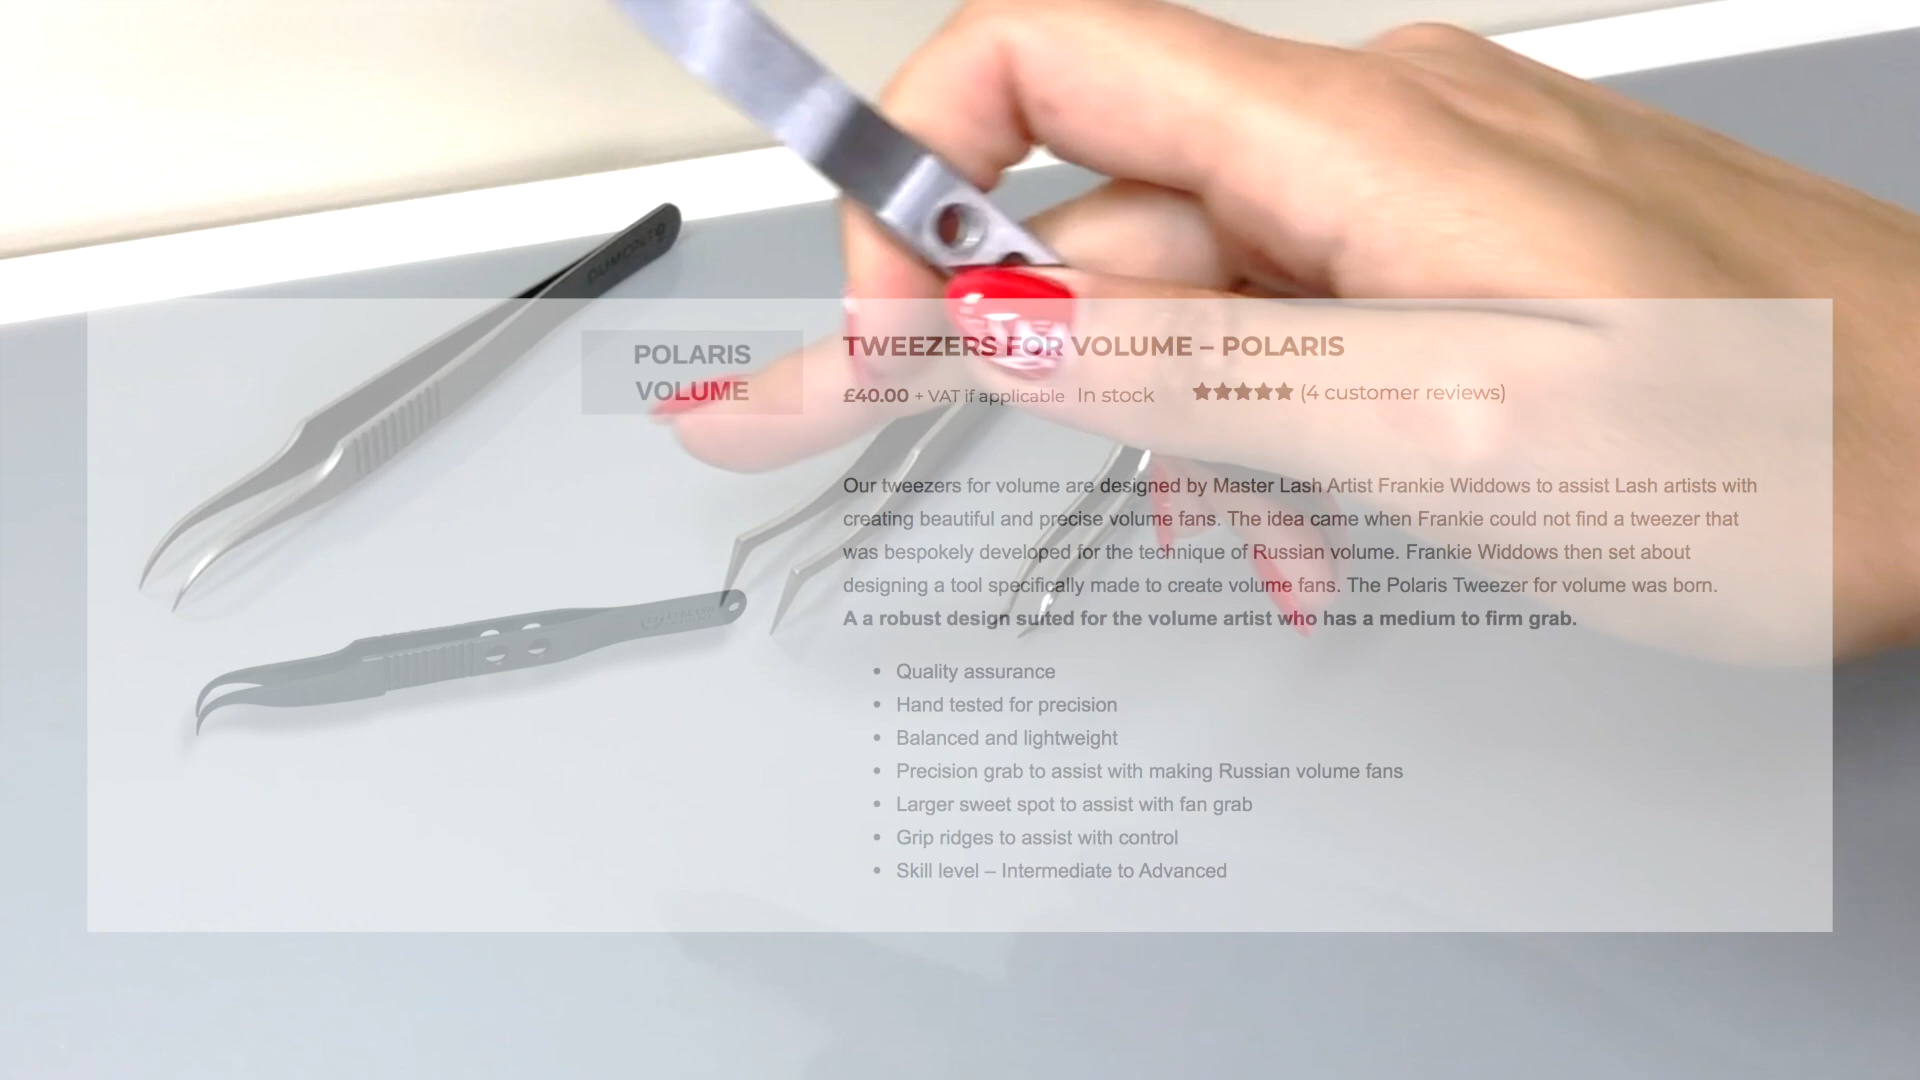 DUMONT
POLARIS
VOLUME
TWEEZERS FOR VOLUME – POLARIS
£40.00 + VAT if applicable In stock
(4 customer reviews)
Our tweezers for volume are designed by Master Lash Artist Frankie Widdows to assist Lash artists with
creating beautiful and precise volume fans. The idea came when Frankie could not find a tweezer that
was bespokely developed for the technique of Russian volume. Frankie Widdows then set about
designing a tool specifically made to create volume fans. The Polaris Tweezer for volume was born.
A a robust design suited for the volume artist who has a medium to firm grab.
• Quality assurance
• Hand tested for precision
• Balanced and lightweight
• Precision grab to assist with making Russian volume fans
• Larger sweet spot to assist with fan grab
• Grip ridges to assist with control
• Skill level – Intermediate to Advanced